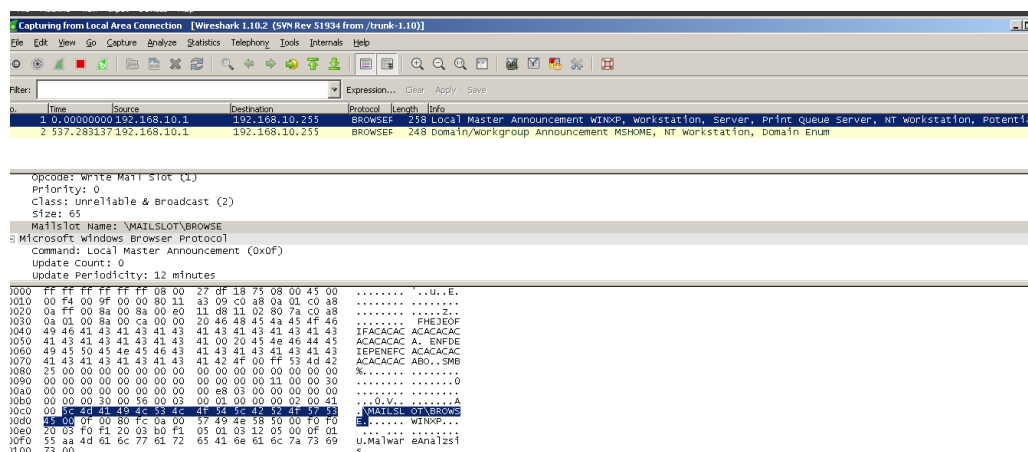 Capturing from Local Area Connection [Wireshark 1.10.2 (SVN Rev 51934 from /trunk-1.10)]
File Edit View Go Capture Analyze Statistics Telephony Tools Internals Help
Filter: Expression... Clear Apply Save
o. Time Source Destination Protocol Length Info
1 0.00000000 192.168.10.1 192.168.10.255 BROWSEF 258 Local Master Announcement WINXP, Workstation, Server, Print Queue Server, NT Workstation, Potentia
2 537.283137 192.168.10.1 192.168.10.255 BROWSEF 248 Domain/Workgroup Announcement MSHOME, NT Workstation, Domain Enum
Opcode: Write Mail Slot (1)
Priority: 0
Class: Unreliable & Broadcast (2)
Size: 65
Mailslot Name: \MAILSLOT\BROWSE
Microsoft Windows Browser Protocol
Command: Local Master Announcement (0x0f)
Update Count: 0
Update Periodicity: 12 minutes
0000 ff ff ff ff ff ff 08 00 27 df 18 75 08 00 45 00 ........ '..u..E.
0010 00 f4 00 9f 00 00 80 11 a3 09 c0 a8 0a 01 c0 a8 ........ ........
0020 0a ff 00 8a 00 8a 00 e0 11 d8 11 02 80 7a c0 a8 ........ .....z..
0030 0a 01 00 8a 00 ca 00 00 20 46 48 45 4a 45 4f 46 ........ FHEJEOF
0040 49 46 41 43 41 43 41 43 41 43 41 43 41 43 41 43 IFACACAC ACACACAC
0050 41 43 41 43 41 43 41 43 41 00 20 45 4e 46 44 45 ACACACAC A. ENFDE
0060 49 45 50 45 4e 45 46 43 41 43 41 43 41 43 41 43 IEPENEFC ACACACAC
0070 41 43 41 43 41 43 41 43 41 42 4f 00 ff 53 4d 42 ACACACAC ABO..SMB
0080 25 00 00 00 00 00 00 00 00 00 00 00 00 00 00 00 %....... ........
0090 00 00 00 00 00 00 00 00 00 00 00 00 11 00 00 30 ........ .......0
00a0 00 00 00 00 00 00 00 00 00 e8 03 00 00 00 00 00 ........ ........
00b0 00 00 00 30 00 56 00 03 00 01 00 00 00 02 00 41 ...0.V.. .......A
00c0 00 5c 4d 41 49 4c 53 4c 4f 54 5c 42 52 4f 57 53 .\MAILSL OT\BROWS
00d0 45 00 0f 00 80 fc 0a 00 57 49 4e 58 50 00 f0 f0 E....... WINXP...
00e0 20 03 f0 f1 20 03 b0 f1 05 01 03 12 05 00 0f 01 ... ... ........
00f0 55 aa 4d 61 6c 77 61 72 65 41 6e 61 6c 7a 73 69 U.Malwar eAnalzsi
0100 73 00 s.